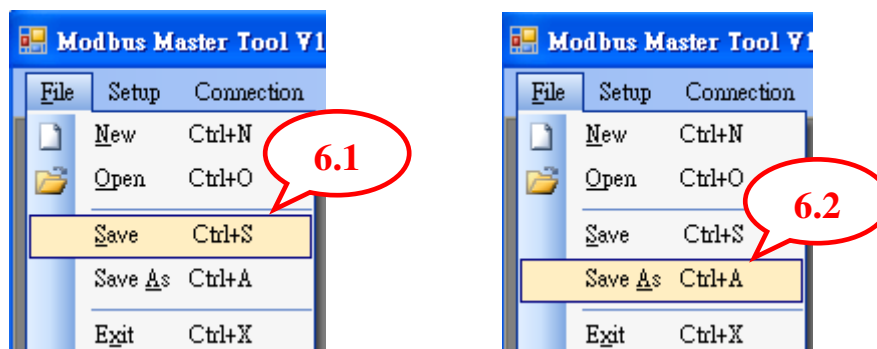 Modbus Master Tool V1
File Setup Connection
New Ctrl+N
Open Ctrl+O
Save Ctrl+S
Save As Ctrl+A
Exit Ctrl+X
6.1
Modbus Master Tool V1
File Setup Connection
New Ctrl+N
Open Ctrl+O
Save Ctrl+S
Save As Ctrl+A
Exit Ctrl+X
6.2